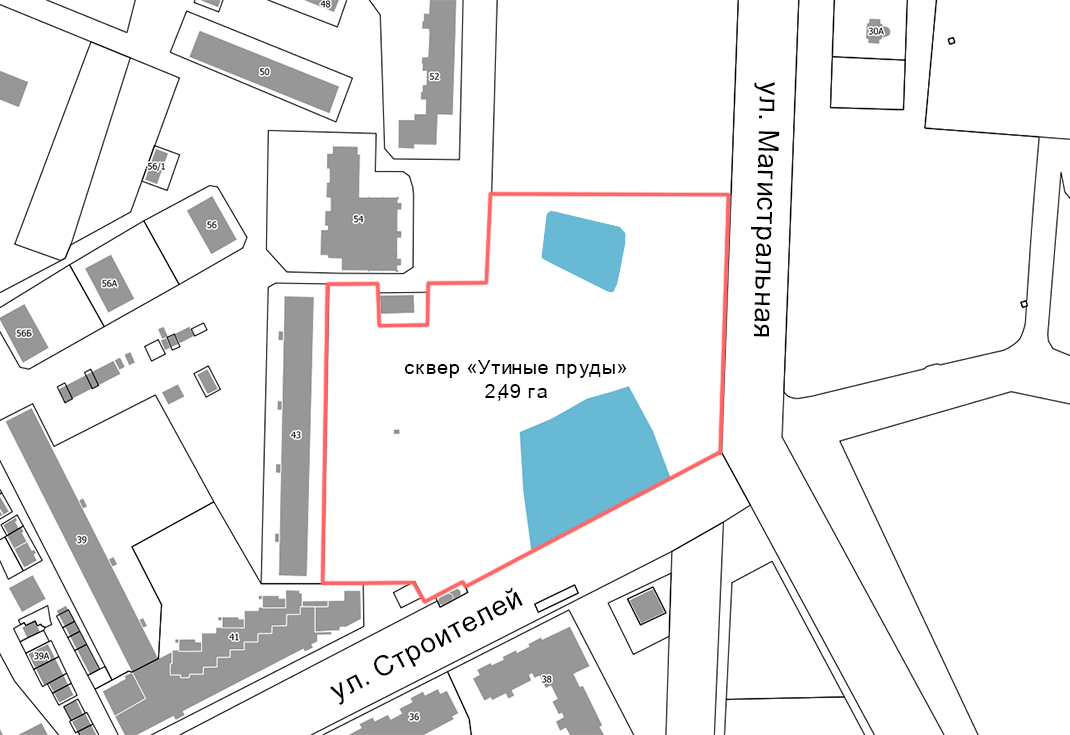 48
30А
50
52
56/1
ул. Магистральная
54
56
56А
56Б
сквер «Утиные пруды»
2,49 га
43
39
41
ул. Строителей
39А
38
36